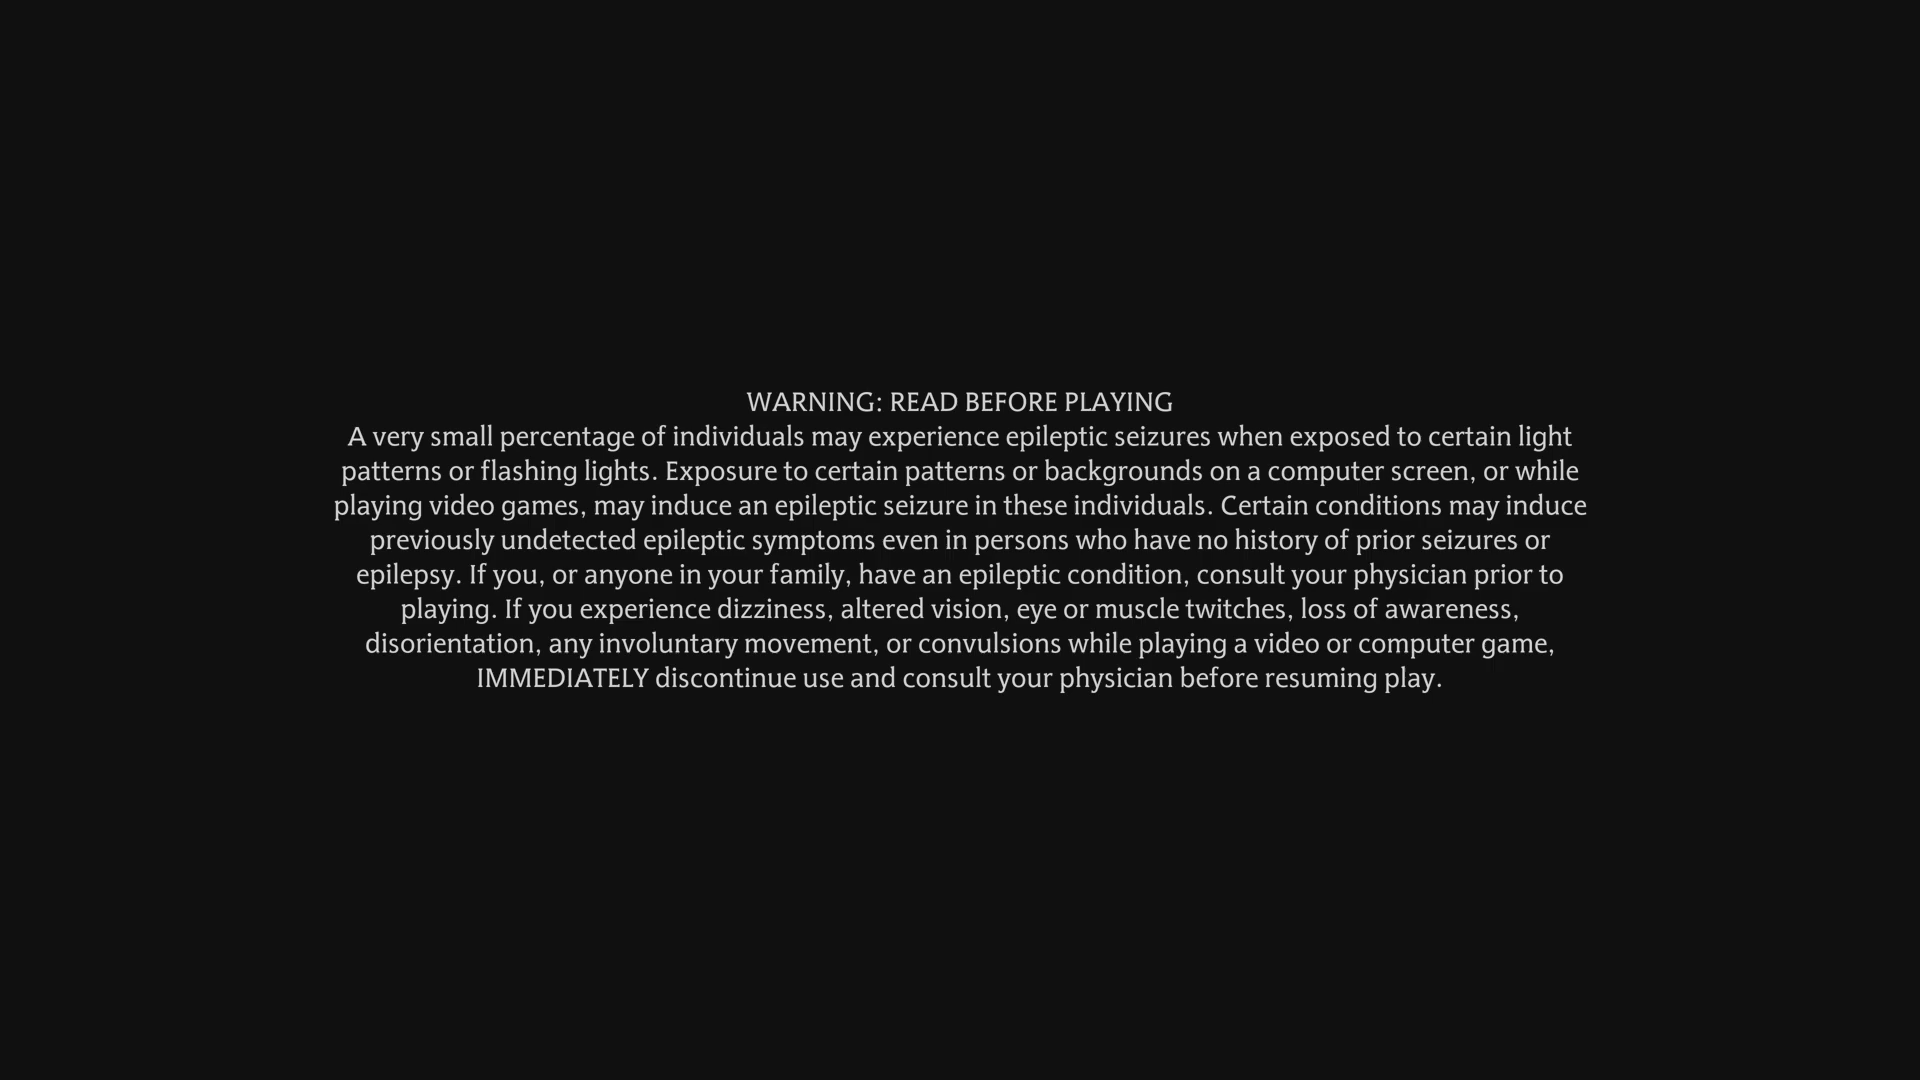 WARNING: READ BEFORE PLAYING
A very small percentage of individuals may experience epileptic seizures when exposed to certain light
patterns or flashing lights. Exposure to certain patterns or backgrounds on a computer screen, or while
playing video games, may induce an epileptic seizure in these individuals. Certain conditions may induce
previously undetected epileptic symptoms even in persons who have no history of prior seizures or
epilepsy. If you, or anyone in your family, have an epileptic condition, consult your physician prior to
playing. If you experience dizziness, altered vision, eye or muscle twitches, loss of awareness,
disorientation, any involuntary movement, or convulsions while playing a video or computer game,
IMMEDIATELY discontinue use and consult your physician before resuming play.